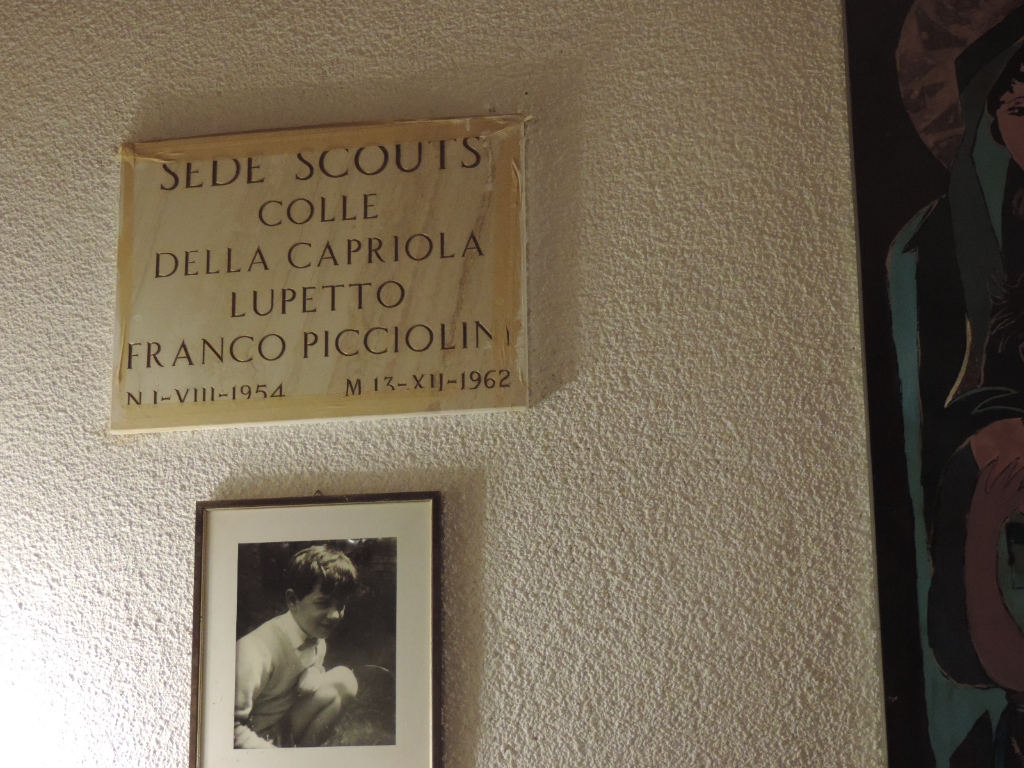 SEDE SCOUTS
COLLE
DELLA CAPRIOLA
LUPETTO
FRANCO PICCIOLINI
N 1-VIII-1954 M 13-XII-1962